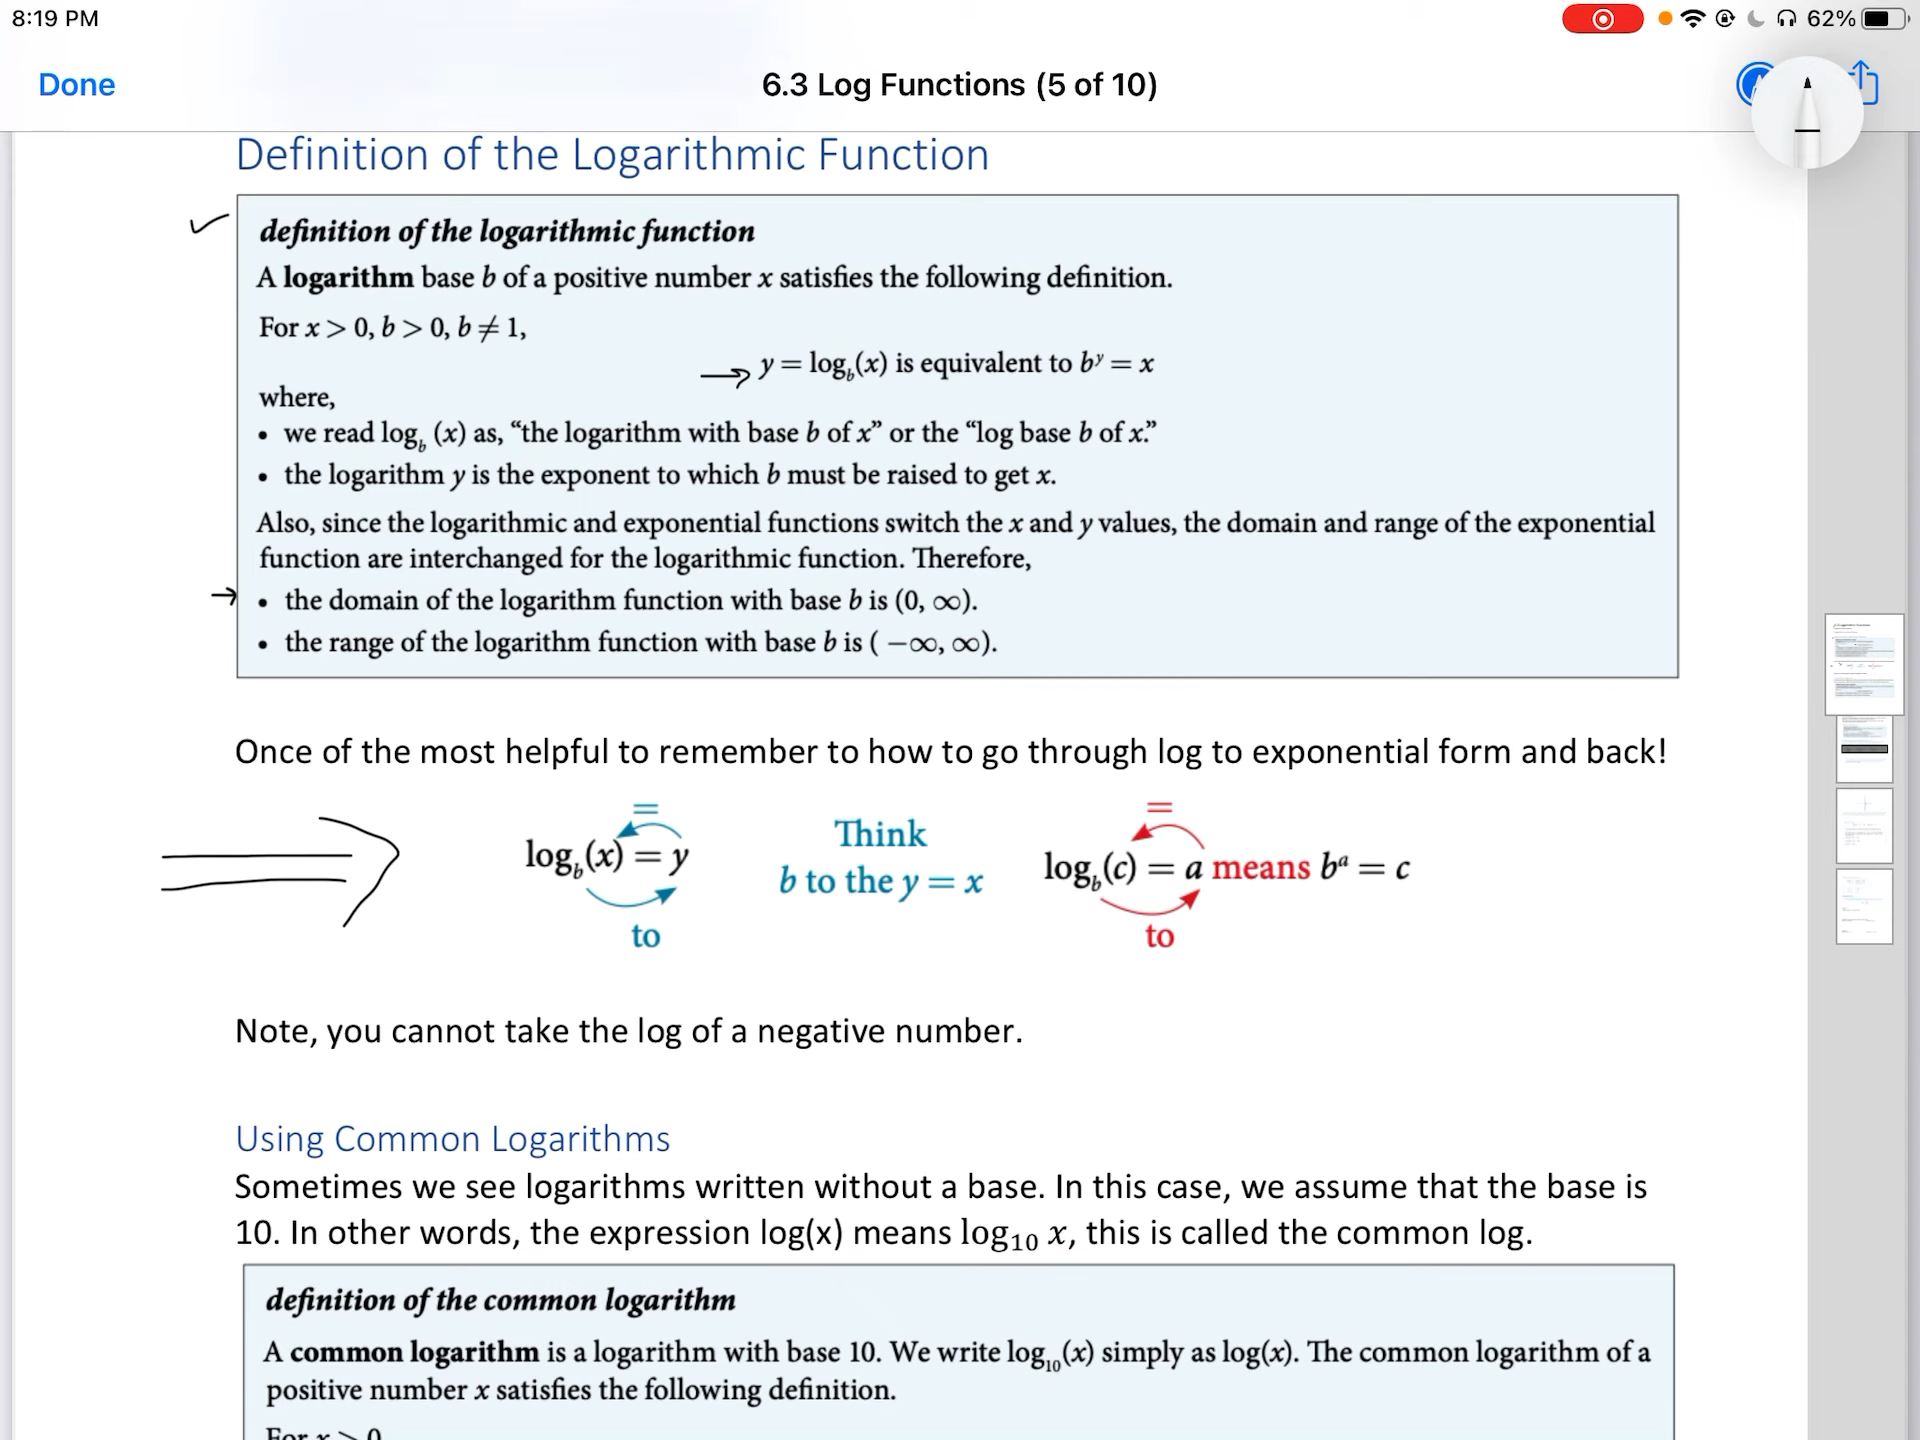 8:19 PM
62%
Done
6.3 Log Functions (5 of 10)
Definition of the Logarithmic Function
definition of the logarithmic function
A logarithm base b of a positive number x satisfies the following definition.
For x > 0, b > 0, b ≠ 1,
y = log_b(x) is equivalent to b^y = x
where,
• we read log_b (x) as, “the logarithm with base b of x” or the “log base b of x.”
• the logarithm y is the exponent to which b must be raised to get x.
Also, since the logarithmic and exponential functions switch the x and y values, the domain and range of the exponential
function are interchanged for the logarithmic function. Therefore,
• the domain of the logarithm function with base b is (0, ∞).
• the range of the logarithm function with base b is ( −∞, ∞).
Once of the most helpful to remember to how to go through log to exponential form and back!
=
log_b(x) = y
to
Think
b to the y = x
=
log_b(c) = a means b^a = c
to
Note, you cannot take the log of a negative number.
Using Common Logarithms
Sometimes we see logarithms written without a base. In this case, we assume that the base is
10. In other words, the expression log(x) means log₁₀ x, this is called the common log.
definition of the common logarithm
A common logarithm is a logarithm with base 10. We write log₁₀(x) simply as log(x). The common logarithm of a
positive number x satisfies the following definition.
For x > 0